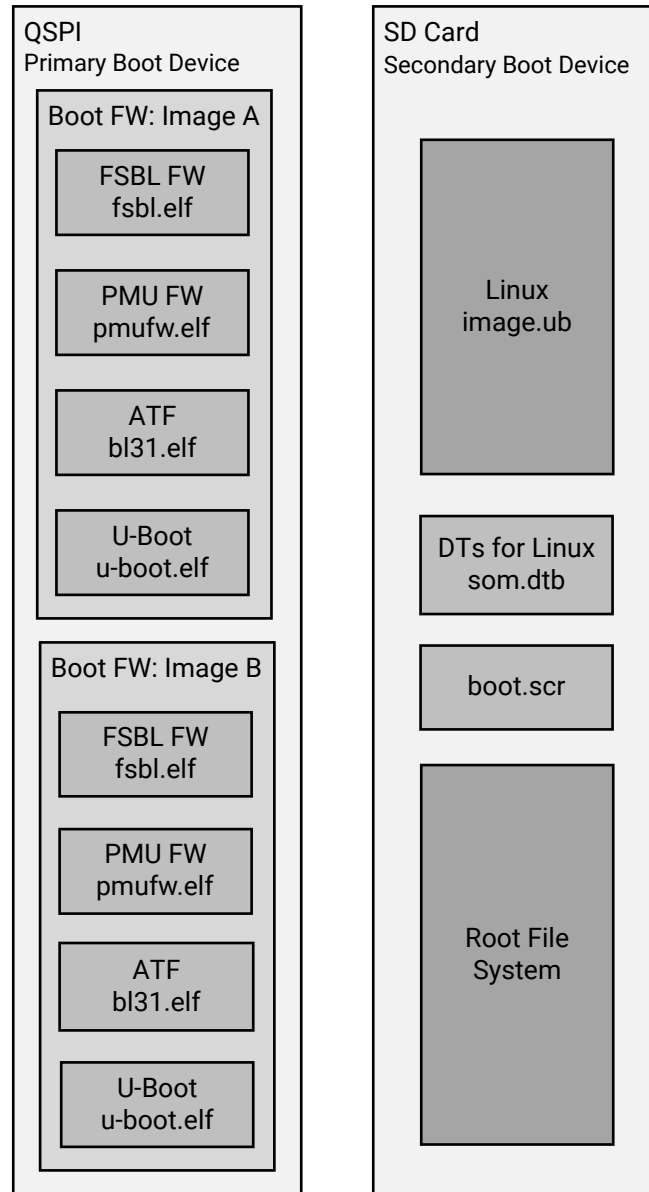 QSPI
Primary Boot Device
Boot FW: Image A
FSBL FW
fsbl.elf
PMU FW
pmufw.elf
ATF
bl31.elf
U-Boot
u-boot.elf
Boot FW: Image B
FSBL FW
fsbl.elf
PMU FW
pmufw.elf
ATF
bl31.elf
U-Boot
u-boot.elf
SD Card
Secondary Boot Device
Linux
image.ub
DTs for Linux
som.dtb
boot.scr
Root File
System